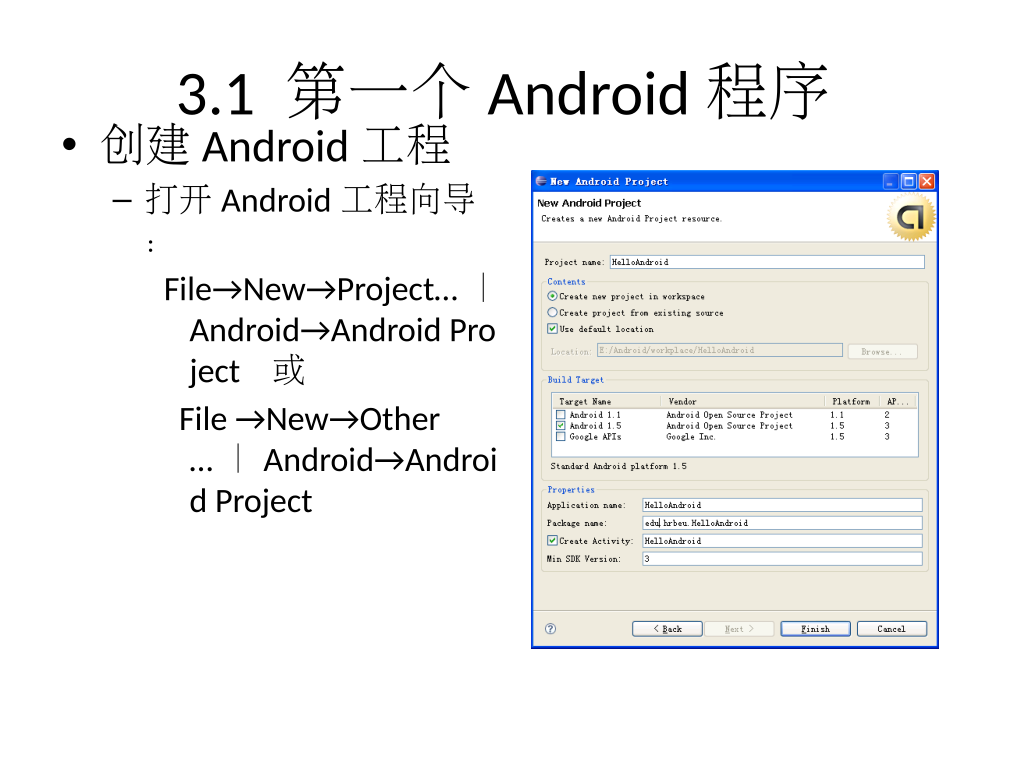 3.1 第一个 Android 程序
• 创建 Android 工程
– 打开 Android 工程向导
:
File→New→Project… ｜
Android→Android Pro
ject 或
File →New→Other
… ｜ Android→Androi
d Project
New Android Project
New Android Project
Creates a new Android Project resource.
Project name: HelloAndroid
Contents
Create new project in workspace
Create project from existing source
Use default location
Location: E:/Android/workplace/HelloAndroid Browse...
Build Target
Target Name Vendor Platform AP...
Android 1.1 Android Open Source Project 1.1 2
Android 1.5 Android Open Source Project 1.5 3
Google APIs Google Inc. 1.5 3
Standard Android platform 1.5
Properties
Application name: HelloAndroid
Package name: edu.hrbeu.HelloAndroid
Create Activity: HelloAndroid
Min SDK Version: 3
? < Back Next > Finish Cancel